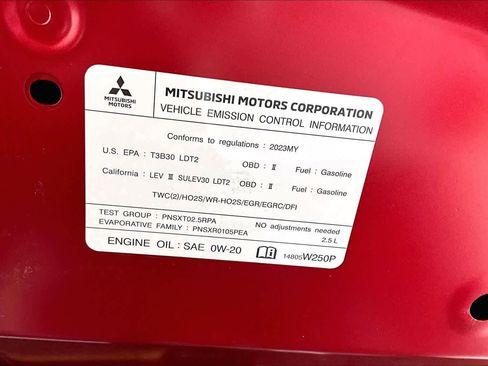 MITSUBISHI
MOTORS
MITSUBISHI MOTORS CORPORATION
VEHICLE EMISSION CONTROL INFORMATION
Conforms to regulations : 2023MY
U.S. EPA : T3B30 LDT2 OBD : II Fuel : Gasoline
California : LEV III SULEV30 LDT2 OBD : II Fuel : Gasoline
TWC(2)/HO2S/WR-HO2S/EGR/EGRC/DFI
TEST GROUP : PNSXT02.5RPA NO adjustments needed
EVAPORATIVE FAMILY : PNSXR0105PEA 2.5 L
ENGINE OIL : SAE 0W-20 14805W250P